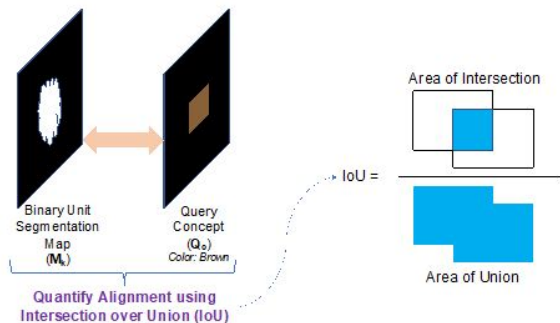 Binary Unit
Segmentation
Map
(Mₖ)
Query
Concept
(Qₒ)
Color: Brown
Quantify Alignment using
Intersection over Union (IoU)
IoU =
Area of Intersection
Area of Union